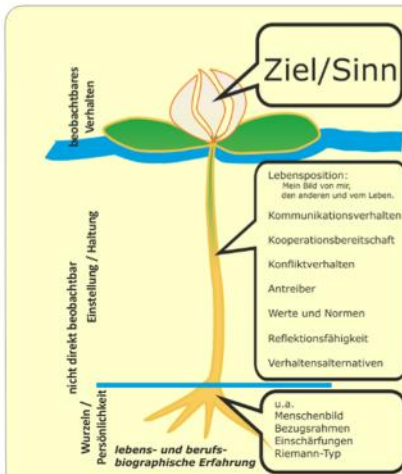 Ziel/Sinn
beobachtbares
Verhalten
Lebensposition:
Mein Bild von mir,
den anderen und vom Leben.
Kommunikationsverhalten
Kooperationsbereitschaft
Konfliktverhalten
Antreiber
Werte und Normen
Reflektionsfähigkeit
Verhaltensalternativen
nicht direkt beobachtbar
Einstellung / Haltung
Wurzeln /
Persönlichkeit
u.a.
Menschenbild
Bezugsrahmen
Einschärfungen
Riemann-Typ
lebens- und berufs-
biographische Erfahrung